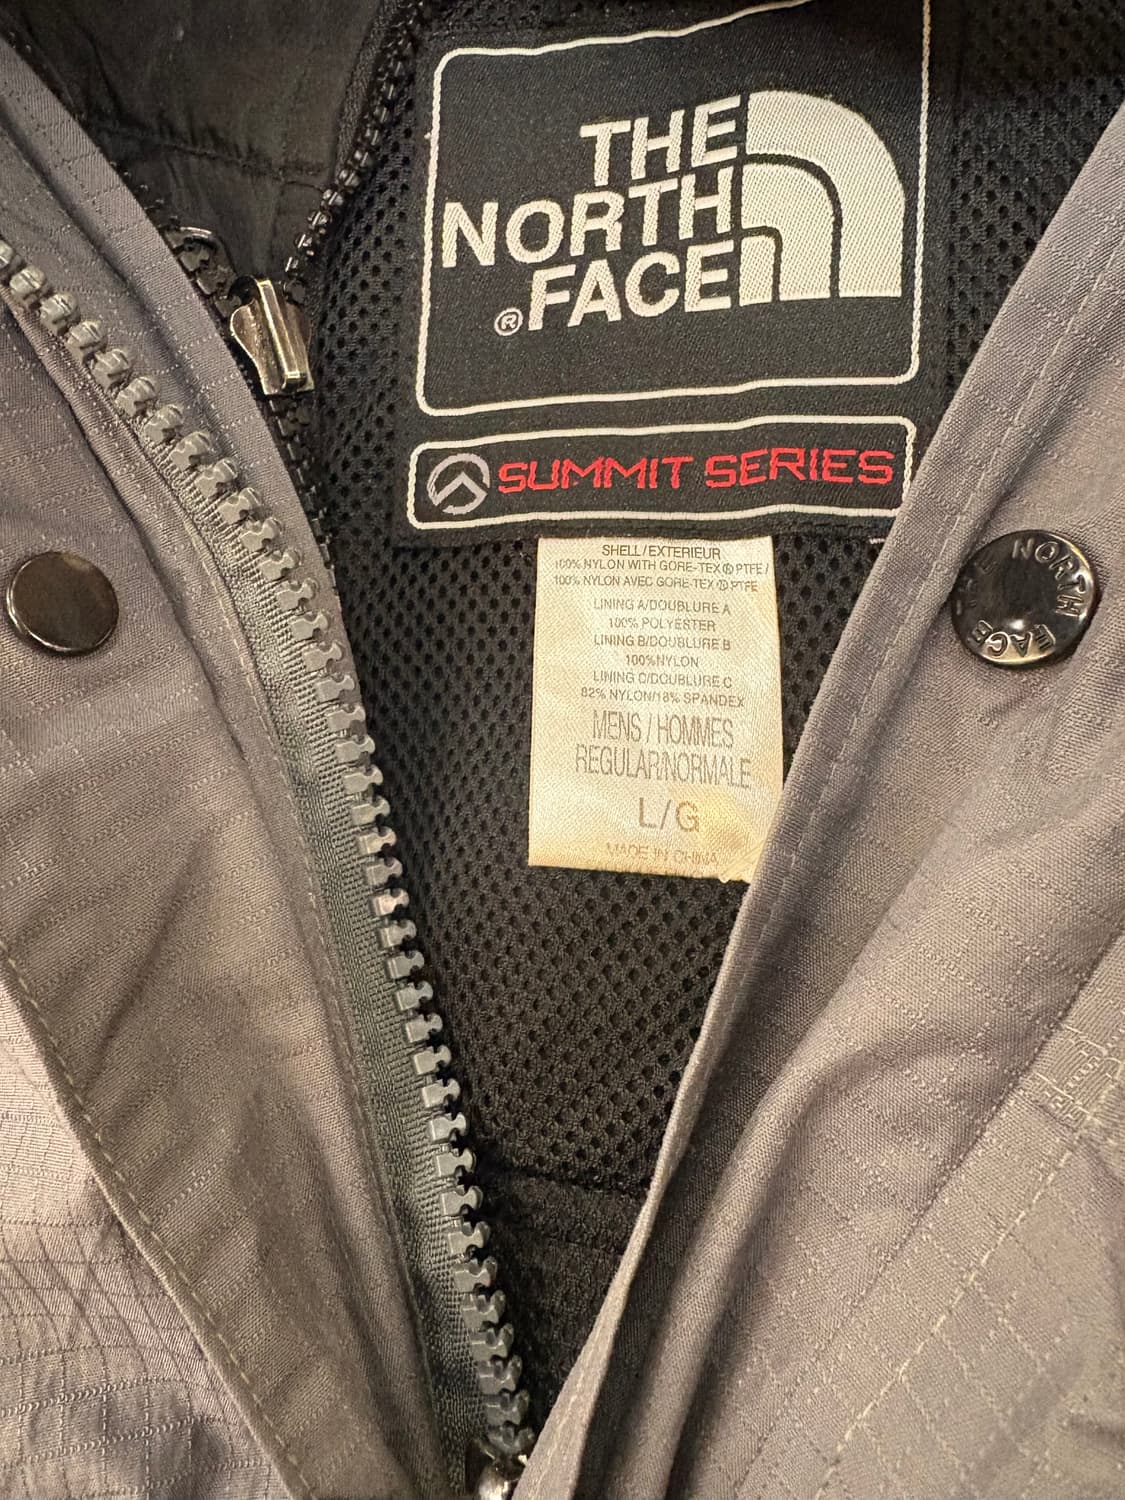 THE
NORTH
FACE®
SUMMIT SERIES
SHELL/EXTERIEUR
100% NYLON WITH GORE-TEX® PTFE/
100% NYLON AVEC GORE-TEX® PTFE
LINING A/DOUBLURE A
100% POLYESTER
LINING B/DOUBLURE B
100%NYLON
LINING C/DOUBLURE C
82% NYLON/18% SPANDEX
MENS / HOMMES
REGULAR/NORMALE
L/G
MADE IN CHINA
THE NORTH FACE